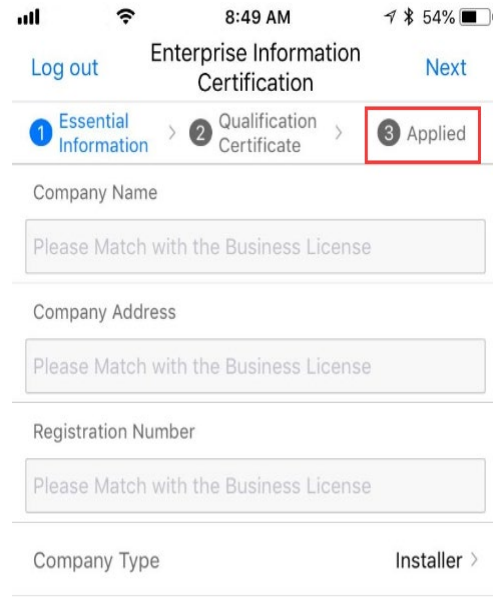 8:49 AM
54%
Log out
Enterprise Information
Certification
Next
1 Essential
Information
>
2 Qualification
Certificate
>
3 Applied
Company Name
Please Match with the Business License
Company Address
Please Match with the Business License
Registration Number
Please Match with the Business License
Company Type
Installer >